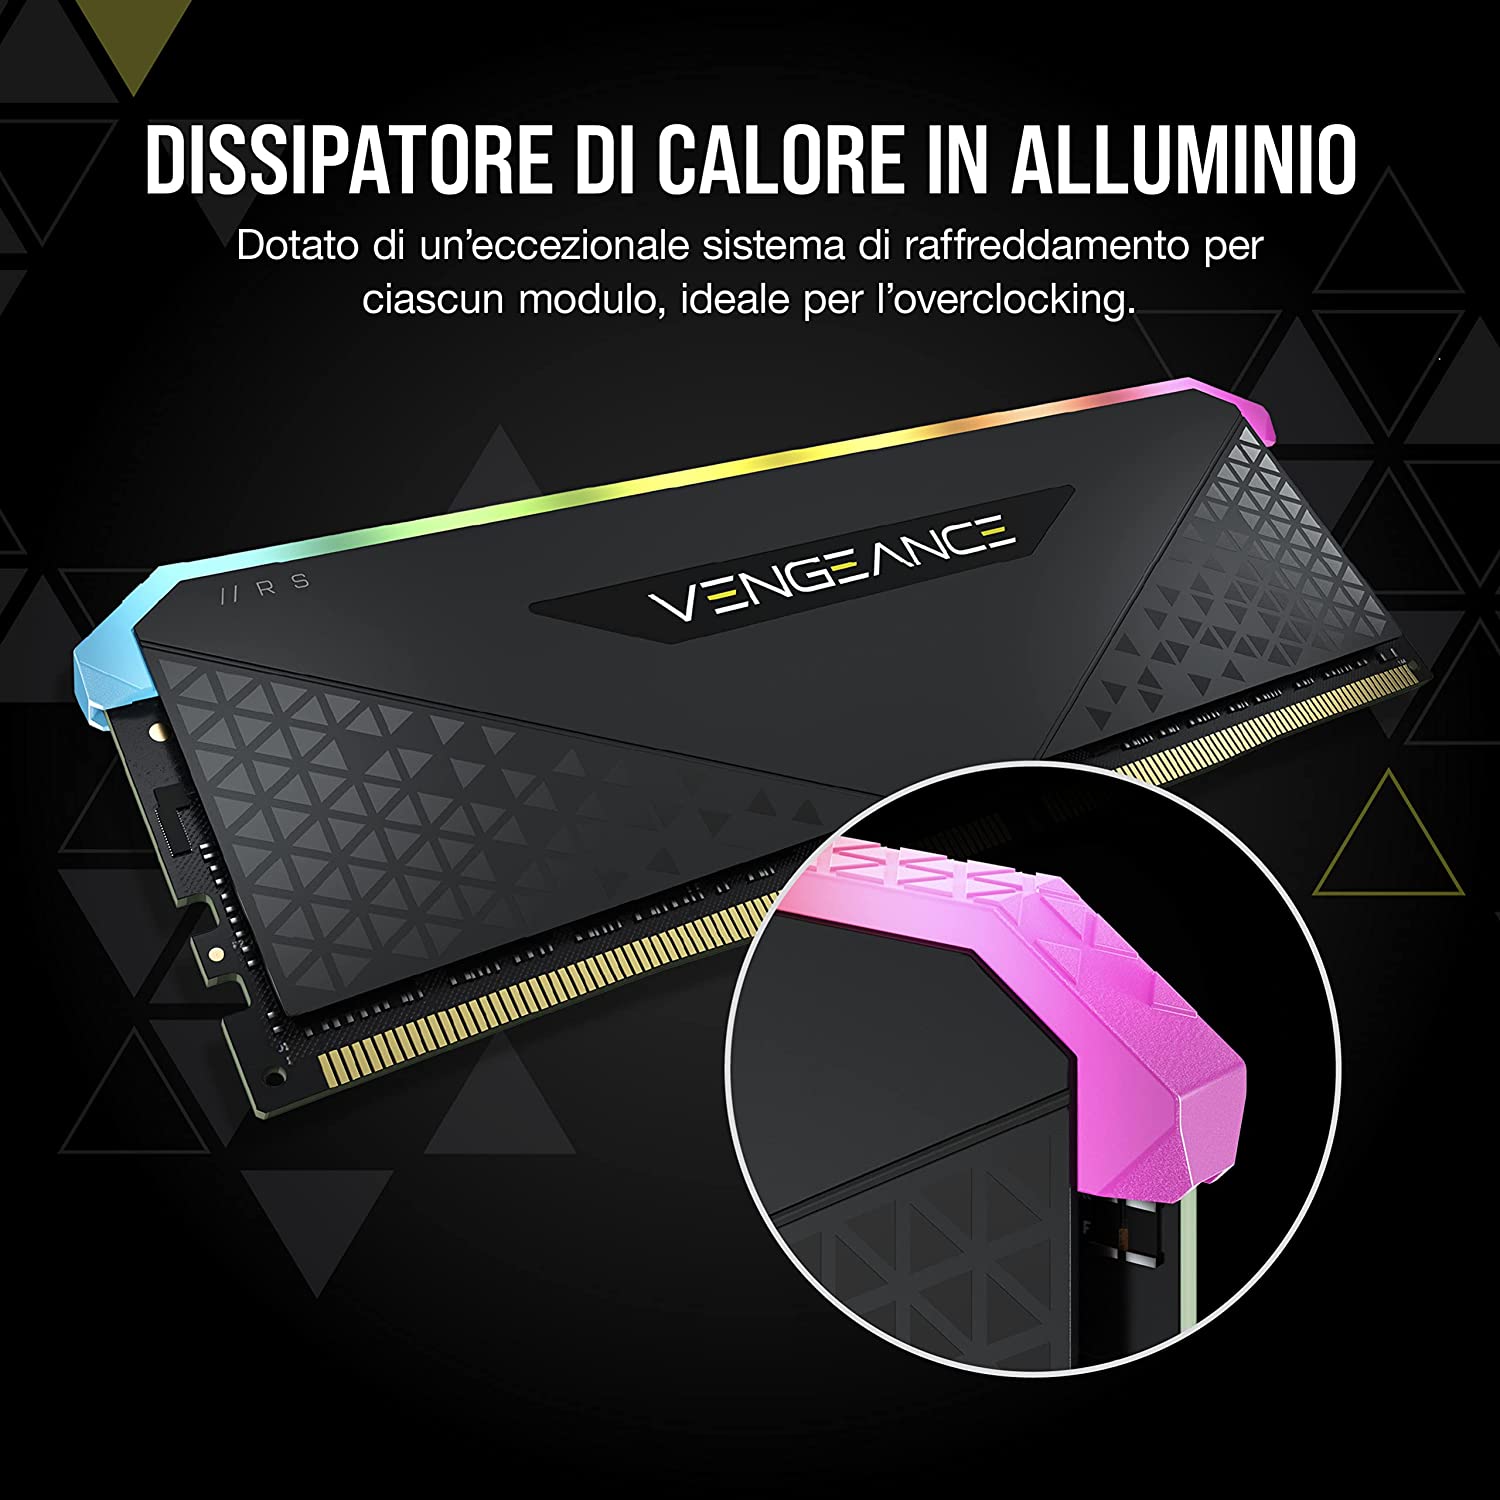 DISSIPATORE DI CALORE IN ALLUMINIO
Dotato di un’eccezionale sistema di raffreddamento per
ciascun modulo, ideale per l’overclocking.
// R S
VENGEANCE